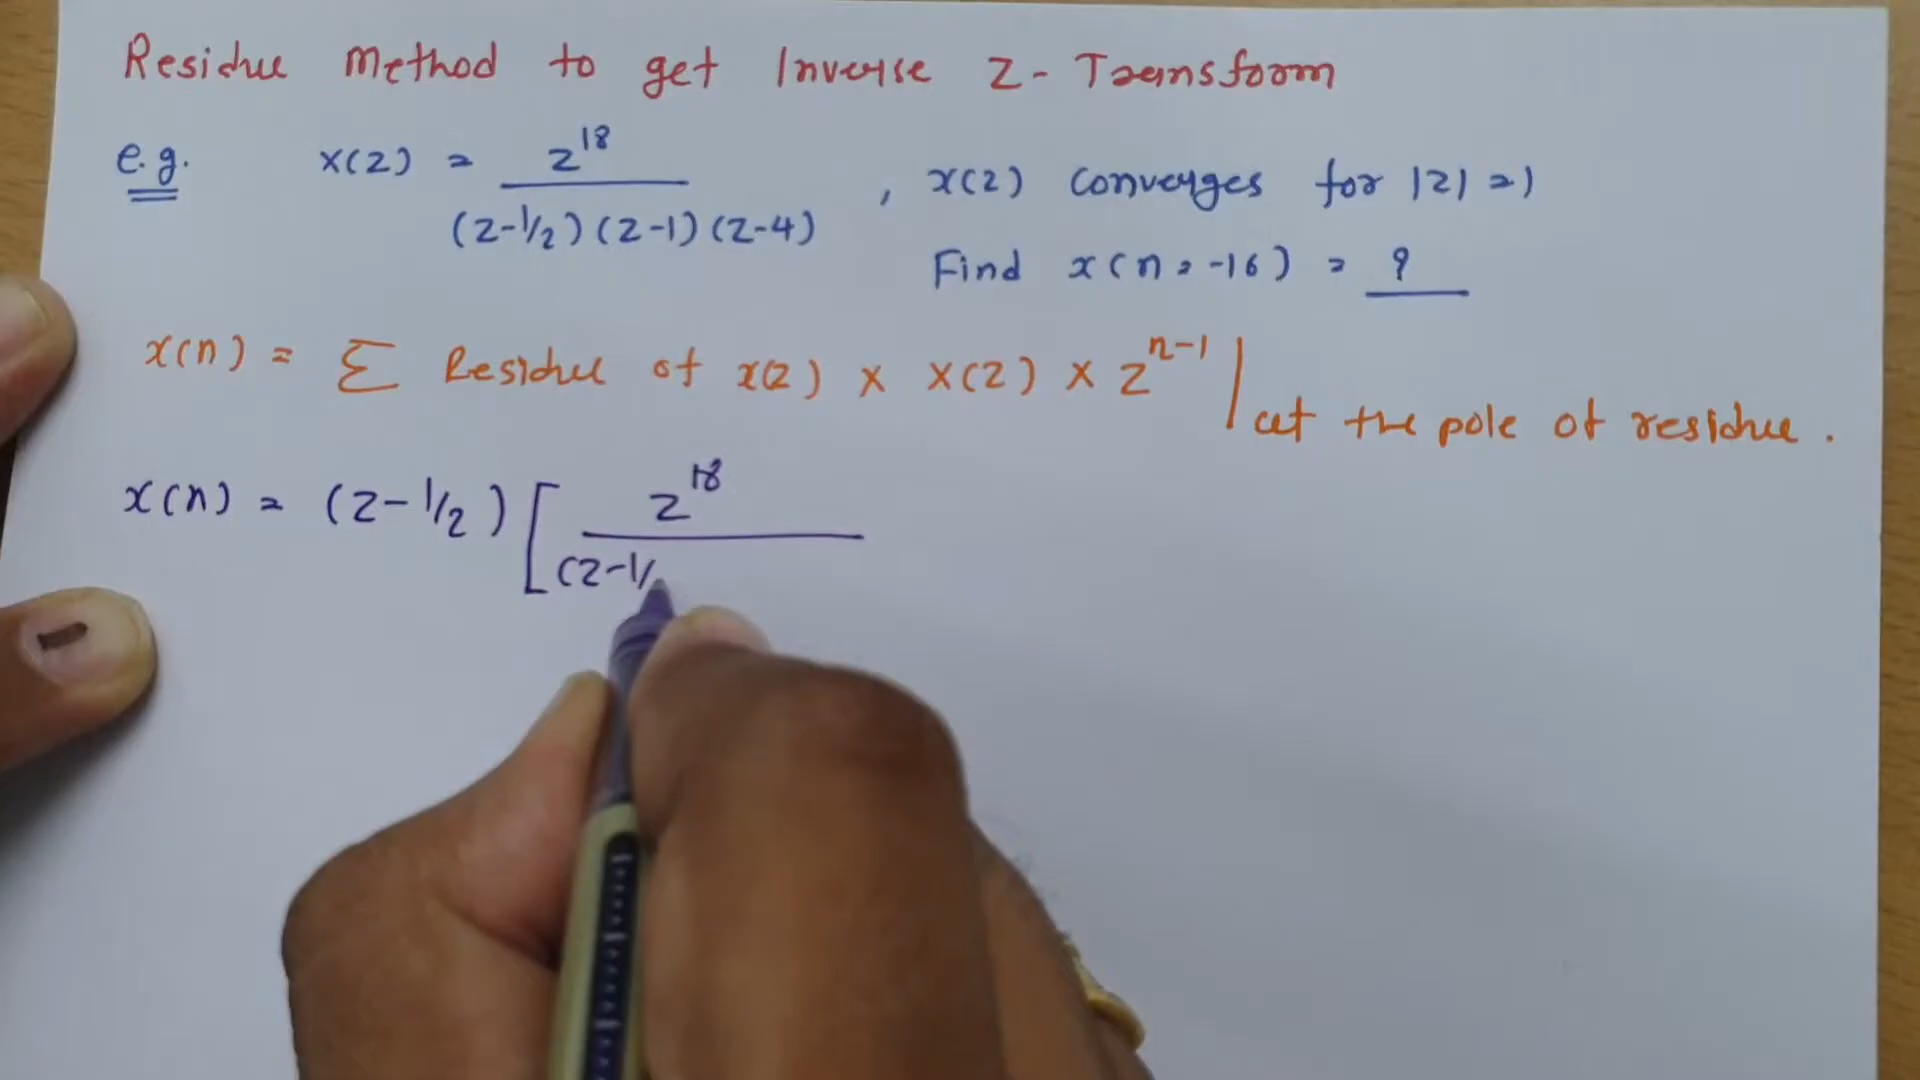 Residue Method to get Inverse Z-Transform
e.g. X(Z) = Z^18 / (Z-1/2)(Z-1)(Z-4) , X(Z) Converges for |Z|=1
Find x(n=-16) = ?
x(n) = Σ Residue of X(Z) × X(Z) × Z^n-1 | at the pole of residue.
x(n) = (Z-1/2) [ Z^18 / (Z-1/